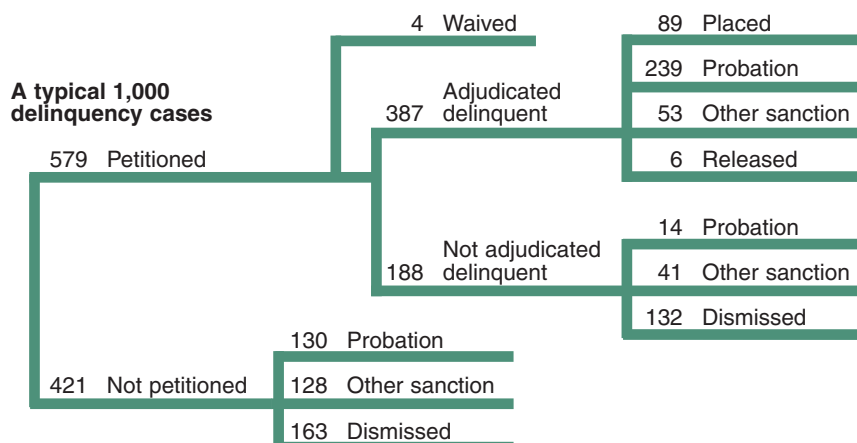 A typical 1,000
delinquency cases
579 Petitioned
4 Waived
387 Adjudicated
delinquent
89 Placed
239 Probation
53 Other sanction
6 Released
188 Not adjudicated
delinquent
14 Probation
41 Other sanction
132 Dismissed
421 Not petitioned
130 Probation
128 Other sanction
163 Dismissed